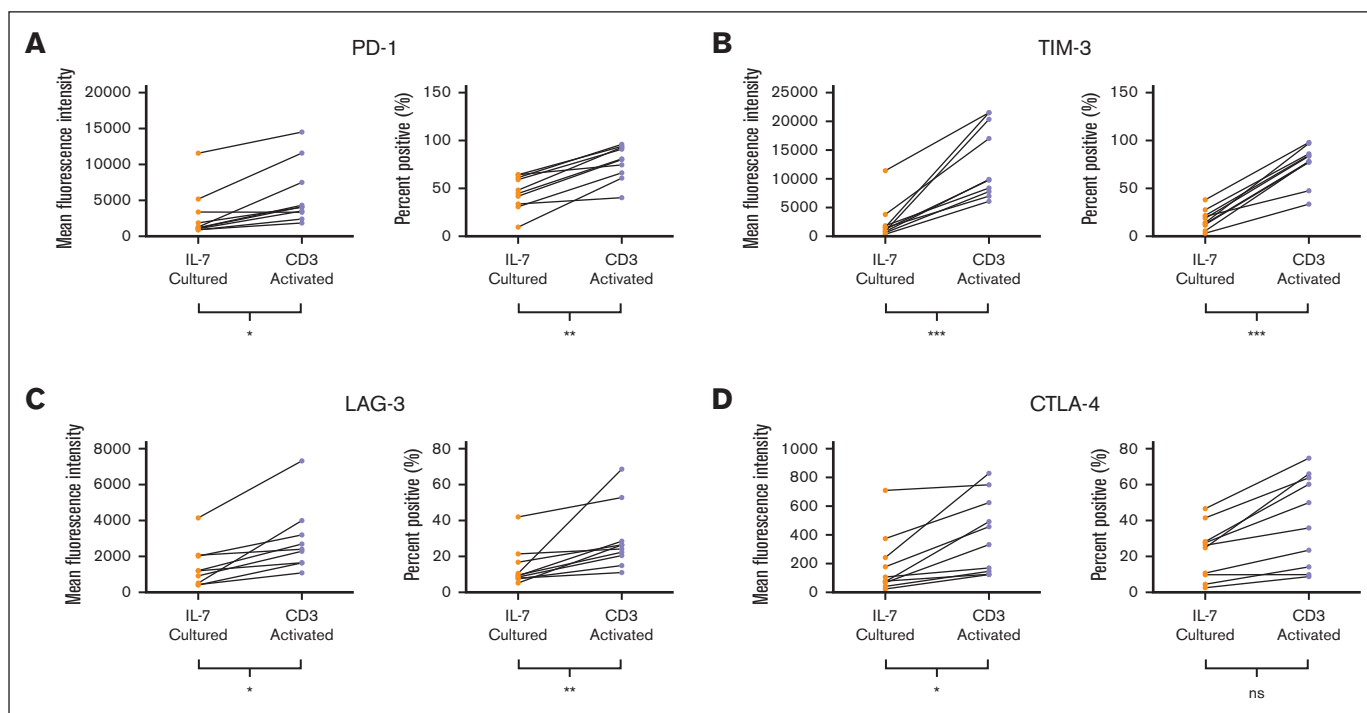 A
PD-1
Mean fluorescence intensity
20000
15000
10000
5000
0
IL-7
Cultured
CD3
Activated
*
Percent positive (%)
150
100
50
0
IL-7
Cultured
CD3
Activated
**
B
TIM-3
Mean fluorescence intensity
25000
20000
15000
10000
5000
0
IL-7
Cultured
CD3
Activated
***
Percent positive (%)
150
100
50
0
IL-7
Cultured
CD3
Activated
***
C
LAG-3
Mean fluorescence intensity
8000
6000
4000
2000
0
IL-7
Cultured
CD3
Activated
*
Percent positive (%)
80
60
40
20
0
IL-7
Cultured
CD3
Activated
**
D
CTLA-4
Mean fluorescence intensity
1000
800
600
400
200
0
IL-7
Cultured
CD3
Activated
*
Percent positive (%)
80
60
40
20
0
IL-7
Cultured
CD3
Activated
ns